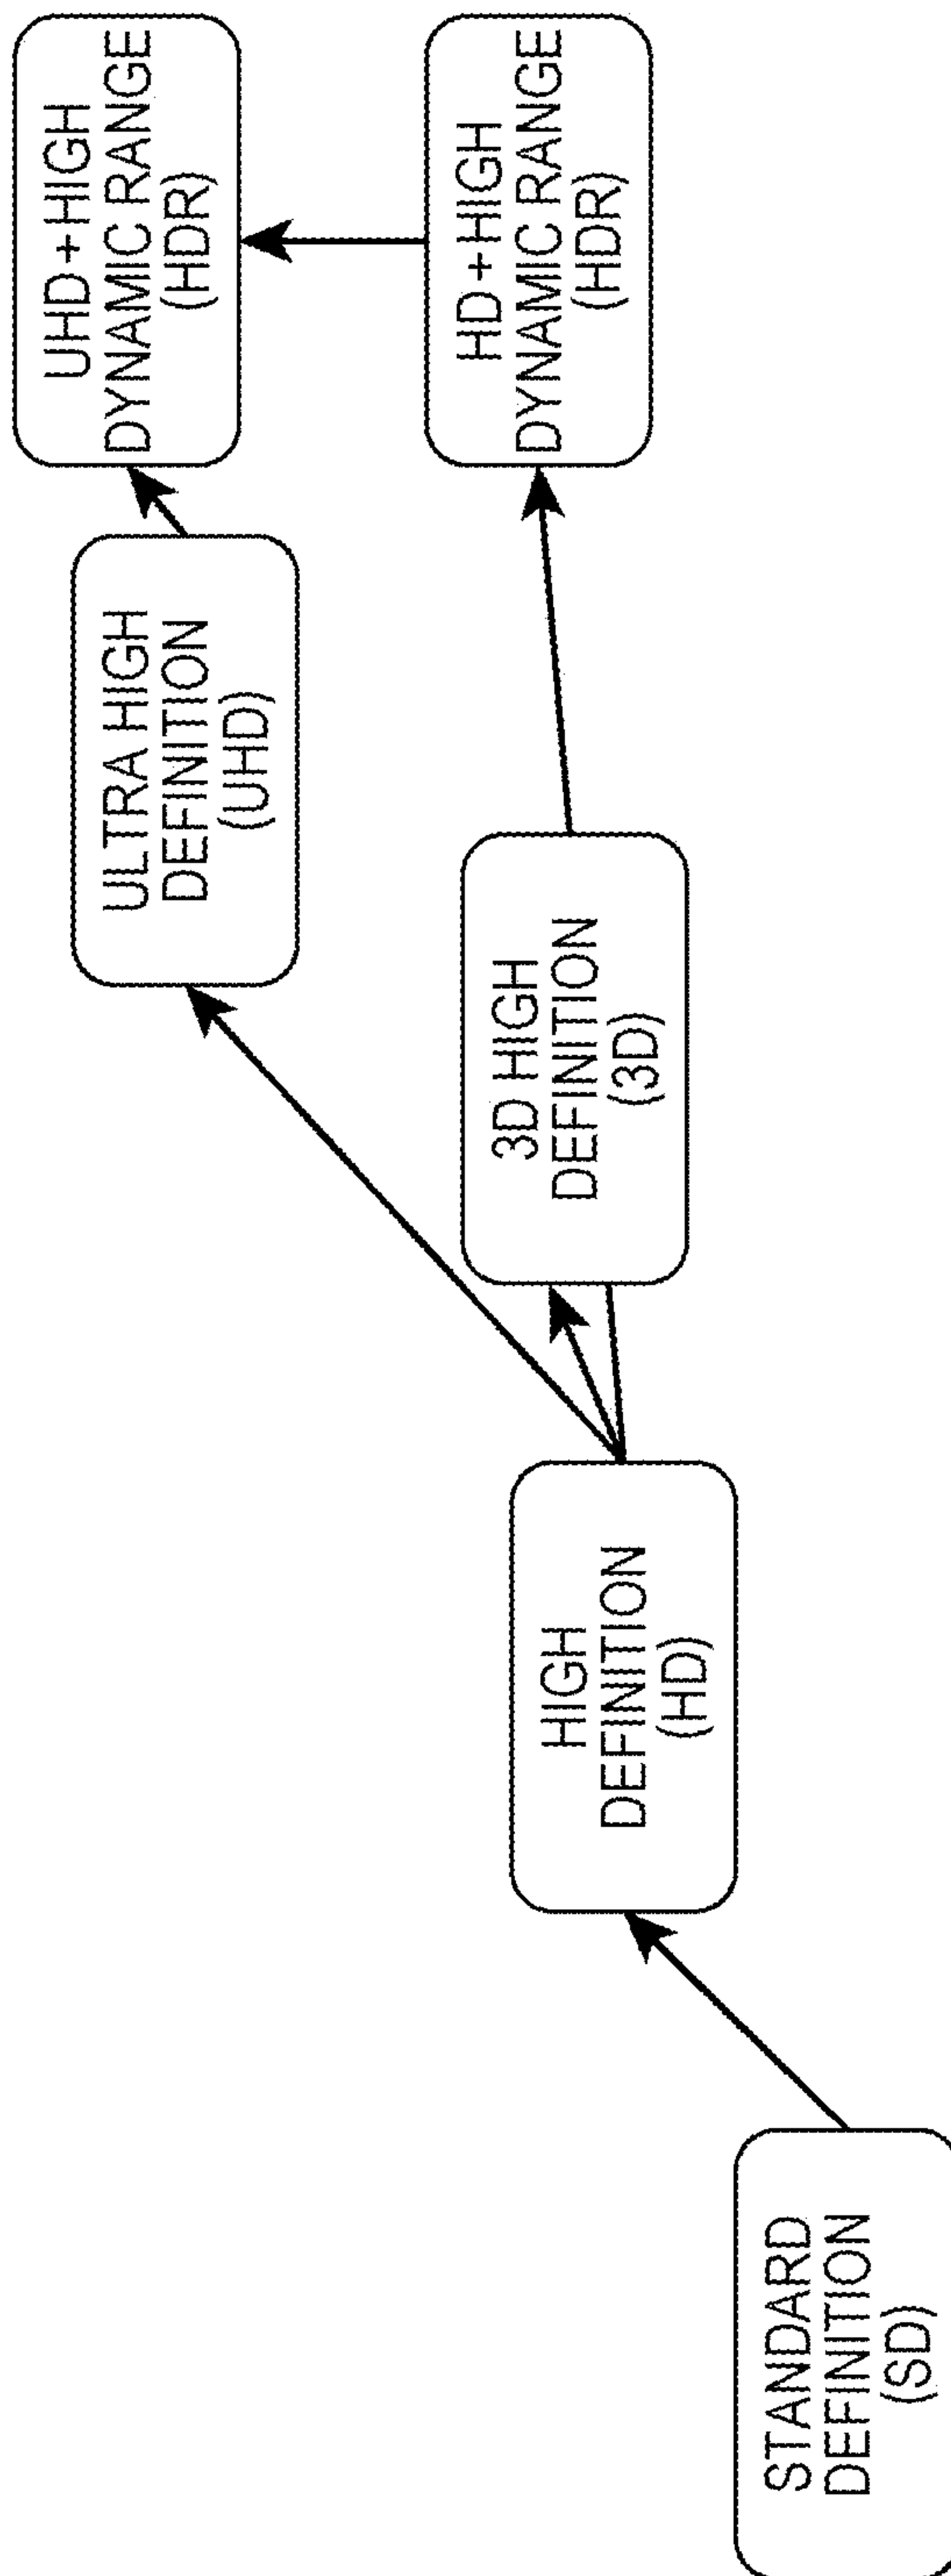 STANDARD
DEFINITION
(SD)
HIGH
DEFINITION
(HD)
3D HIGH
DEFINITION
(3D)
ULTRA HIGH
DEFINITION
(UHD)
UHD+HIGH
DYNAMIC RANGE
(HDR)
HD+HIGH
DYNAMIC RANGE
(HDR)